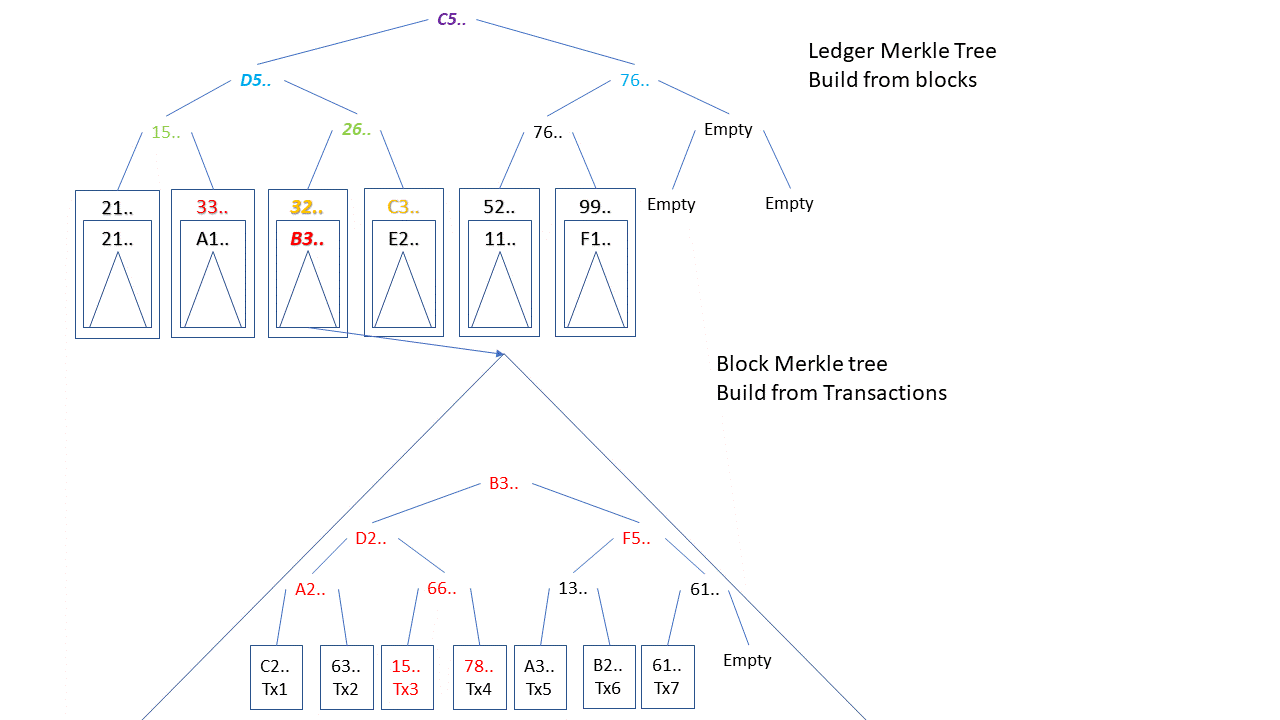 C5..
Ledger Merkle Tree
Build from blocks
D5..
76..
15..
26..
76..
Empty
Empty
Empty
21..
33..
32..
C3..
52..
99..
21..
A1..
B3..
E2..
11..
F1..
Block Merkle tree
Build from Transactions
B3..
D2..
F5..
A2..
66..
13..
61..
C2..
Tx1
63..
Tx2
15..
Tx3
78..
Tx4
A3..
Tx5
B2..
Tx6
61..
Tx7
Empty